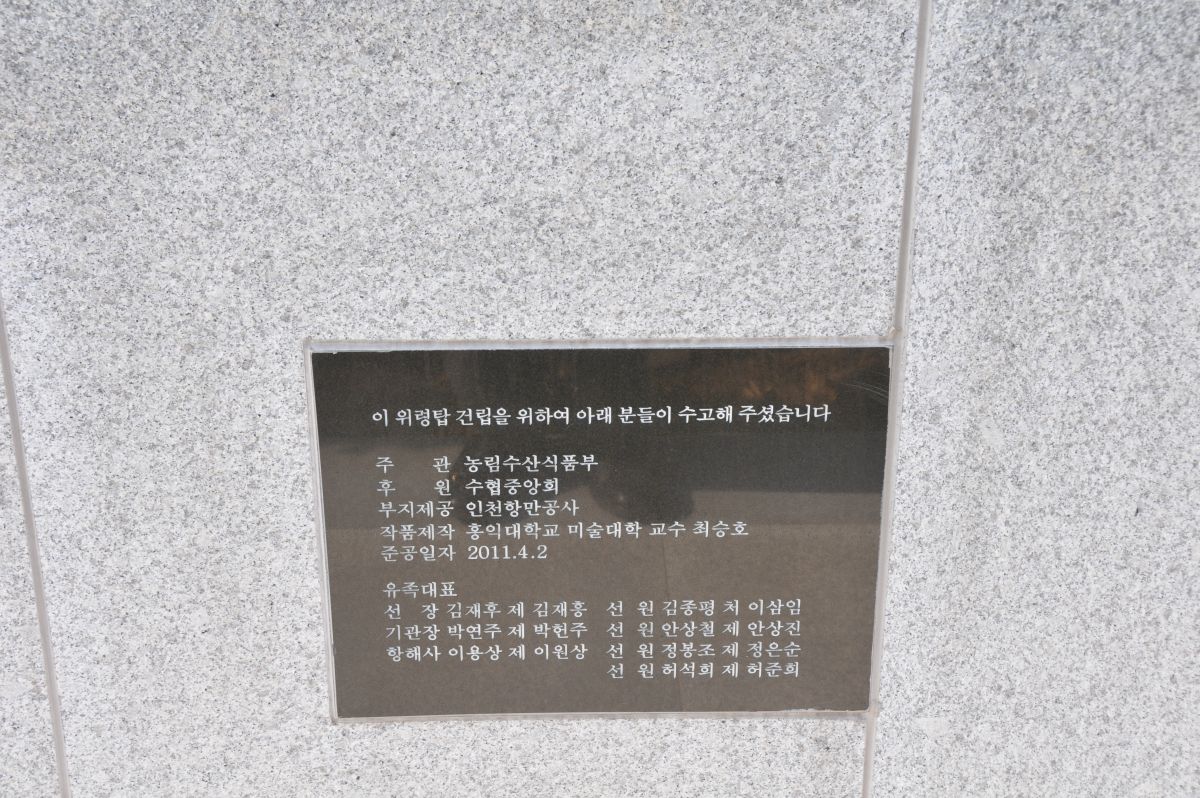 이 위령탑 건립을 위하여 아래 분들이 수고해 주셨습니다
주 관 농림수산식품부
후 원 수협중앙회
부지제공 인천항만공사
작품제작 홍익대학교 미술대학 교수 최승호
준공일자 2011.4.2
유족대표
선 장 김재후 제 김재흥 선 원 김종평 처 이삼임
기관장 박연주 제 박헌주 선 원 안상철 제 안상진
항해사 이용상 제 이원상 선 원 정봉조 제 정은순
선 원 허석희 제 허준희